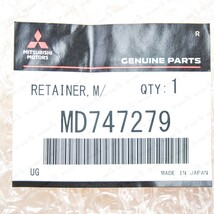 R
MITSUBISHI
MOTORS
GENUINE PARTS
RETAINER, M/ QTY: 1
MD747279
UG MADE IN JAPAN